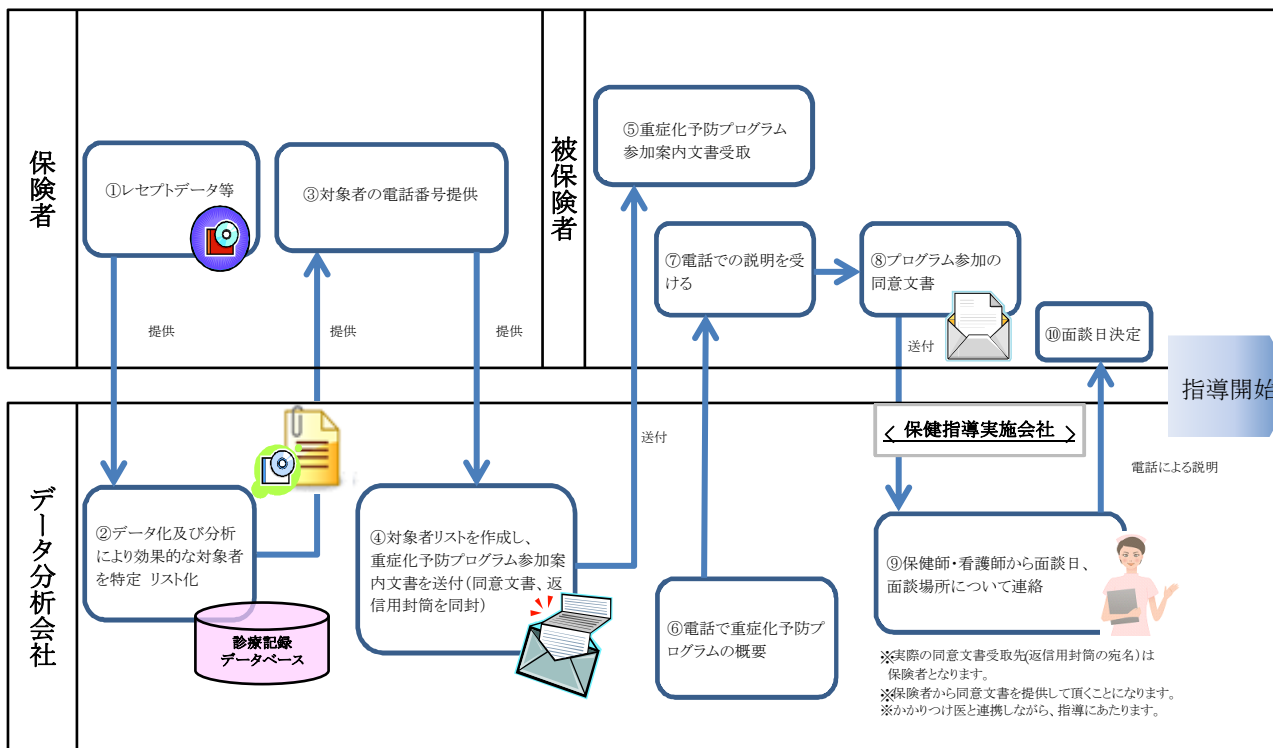 保険者
①レセプトデータ等
③対象者の電話番号提供
提供
提供
提供
被保険者
⑤重症化予防プログラム
参加案内文書受取
⑦電話での説明を受
ける
⑧プログラム参加の
同意文書
送付
⑩面談日決定
指導開始
データ分析会社
②データ化及び分析
により効果的な対象者
を特定 リスト化
診療記録
データベース
④対象者リストを作成し、
重症化予防プログラム参加案
内文書を送付(同意文書、返
信用封筒を同封)
送付
⑥電話で重症化予防プ
ログラムの概要
〈 保健指導実施会社 〉
電話による説明
⑨保健師・看護師から面談日、
面談場所について連絡
※実際の同意文書受取先(返信用封筒の宛名)は
保険者となります。
※保険者から同意文書を提供して頂くことになります。
※かかりつけ医と連携しながら、指導にあたります。